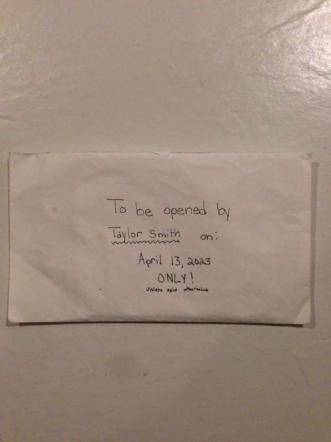 To be opened by
Taylor Smith on:
April 13, 2023
ONLY!
unless said otherwise